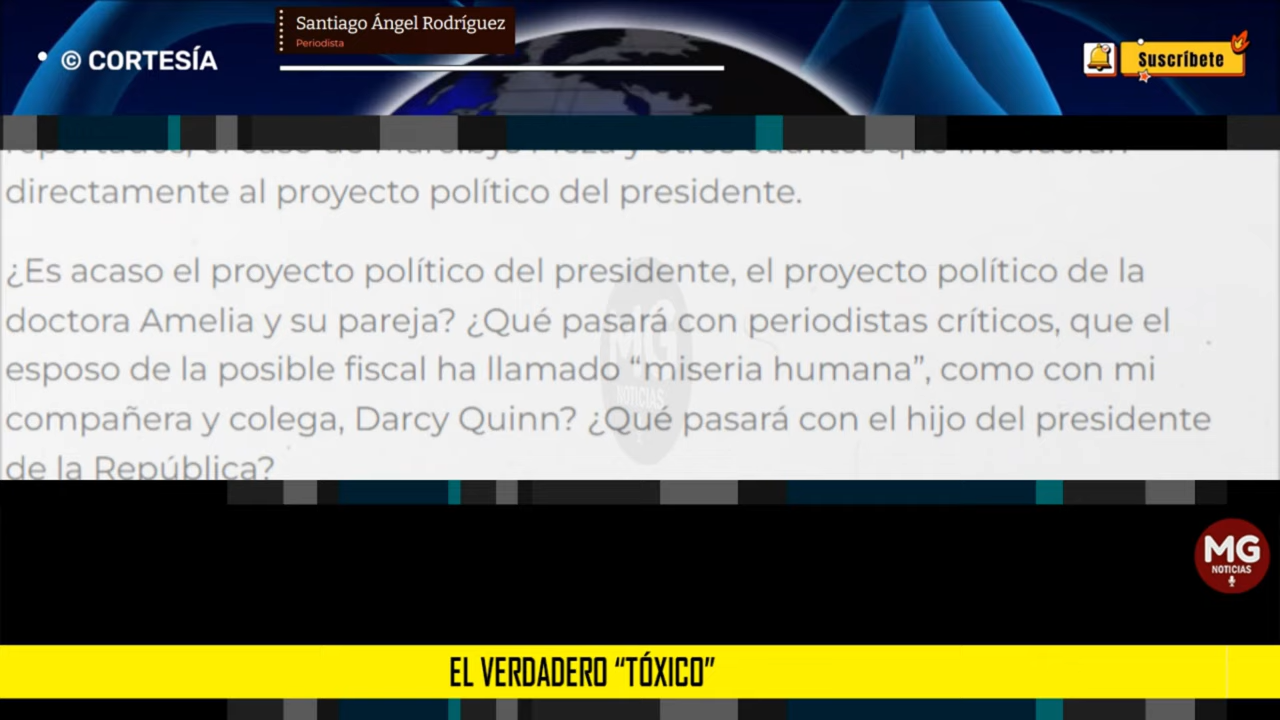 Santiago Ángel Rodríguez
Periodista
© CORTESÍA
Suscríbete
directamente al proyecto político del presidente.
¿Es acaso el proyecto político del presidente, el proyecto político de la
doctora Amelia y su pareja? ¿Qué pasará con periodistas críticos, que el
esposo de la posible fiscal ha llamado “miseria humana”, como con mi
compañera y colega, Darcy Quinn? ¿Qué pasará con el hijo del presidente
de la República?
MG
NOTICIAS
MG
NOTICIAS
EL VERDADERO “TÓXICO”